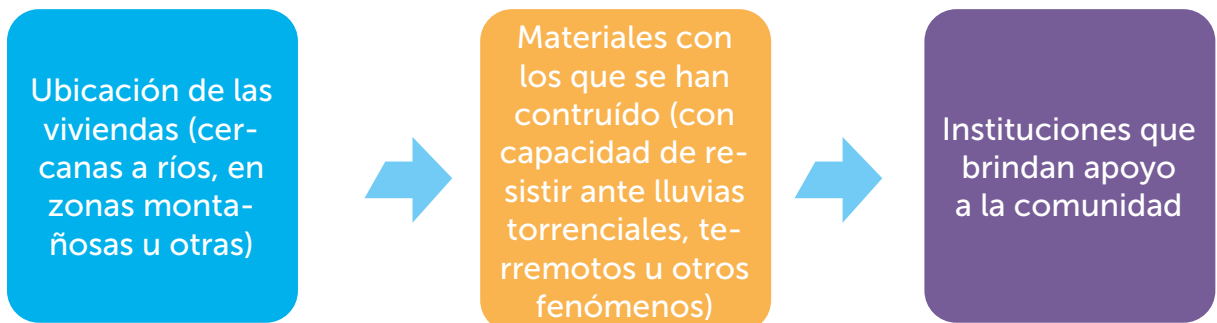 Ubicación de las
viviendas (cer-
canas a ríos, en
zonas monta-
ñosas u otras)
Materiales con
los que se han
contruído (con
capacidad de re-
sistir ante lluvias
torrenciales, te-
rremotos u otros
fenómenos)
Instituciones que
brindan apoyo
a la comunidad